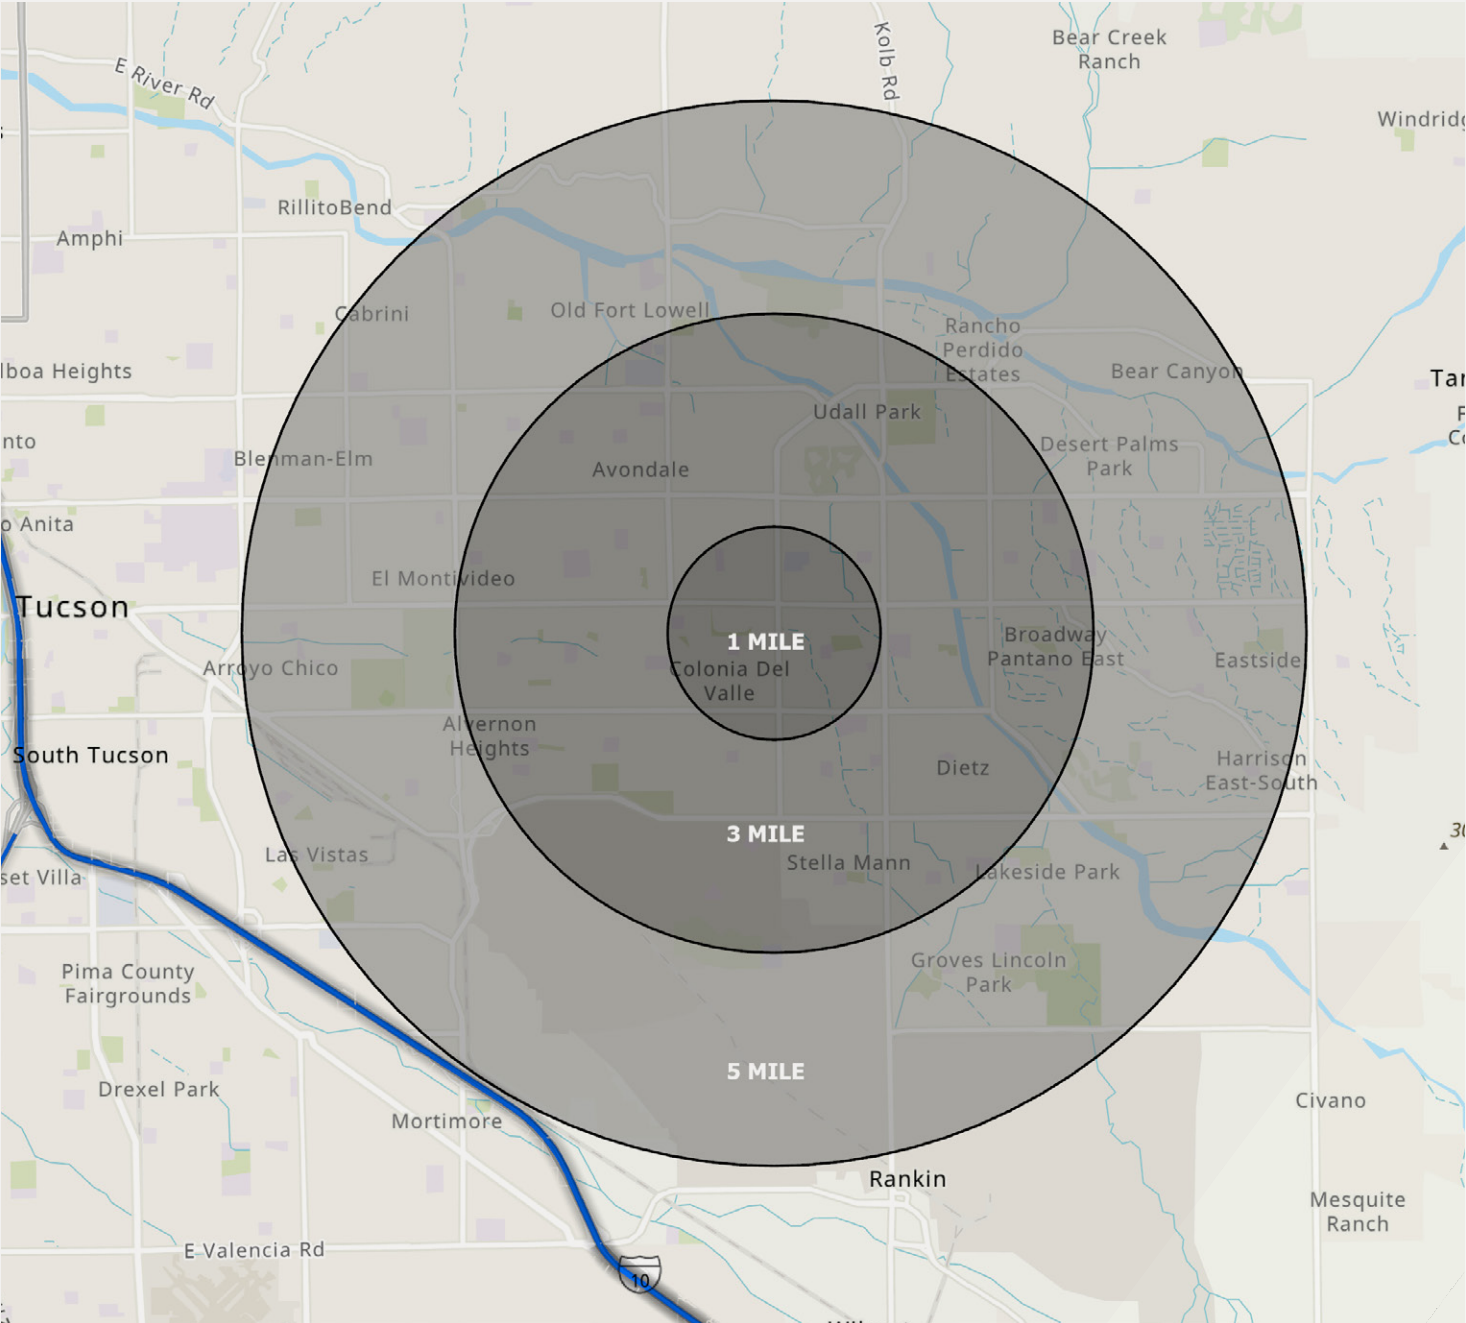 Bear Creek
Ranch
Kolb Rd
E River Rd
RillitoBend
Amphi
Cabrini
Old Fort Lowell
Rancho
Perdido
Estates
lboa Heights
Bear Canyon
Udall Park
nto
Blenman-Elm
Avondale
Desert Palms
Park
o Anita
El Montivideo
Tucson
1 MILE
Colonia Del
Valle
Broadway
Pantano East
Eastside
Arroyo Chico
Alvernon
Heights
South Tucson
Dietz
Harrison
East-South
3 MILE
Las Vistas
Stella Mann
Lakeside Park
set Villa
Pima County
Fairgrounds
Groves Lincoln
Park
5 MILE
Drexel Park
Mortimore
Civano
Rankin
Mesquite
Ranch
E Valencia Rd
10